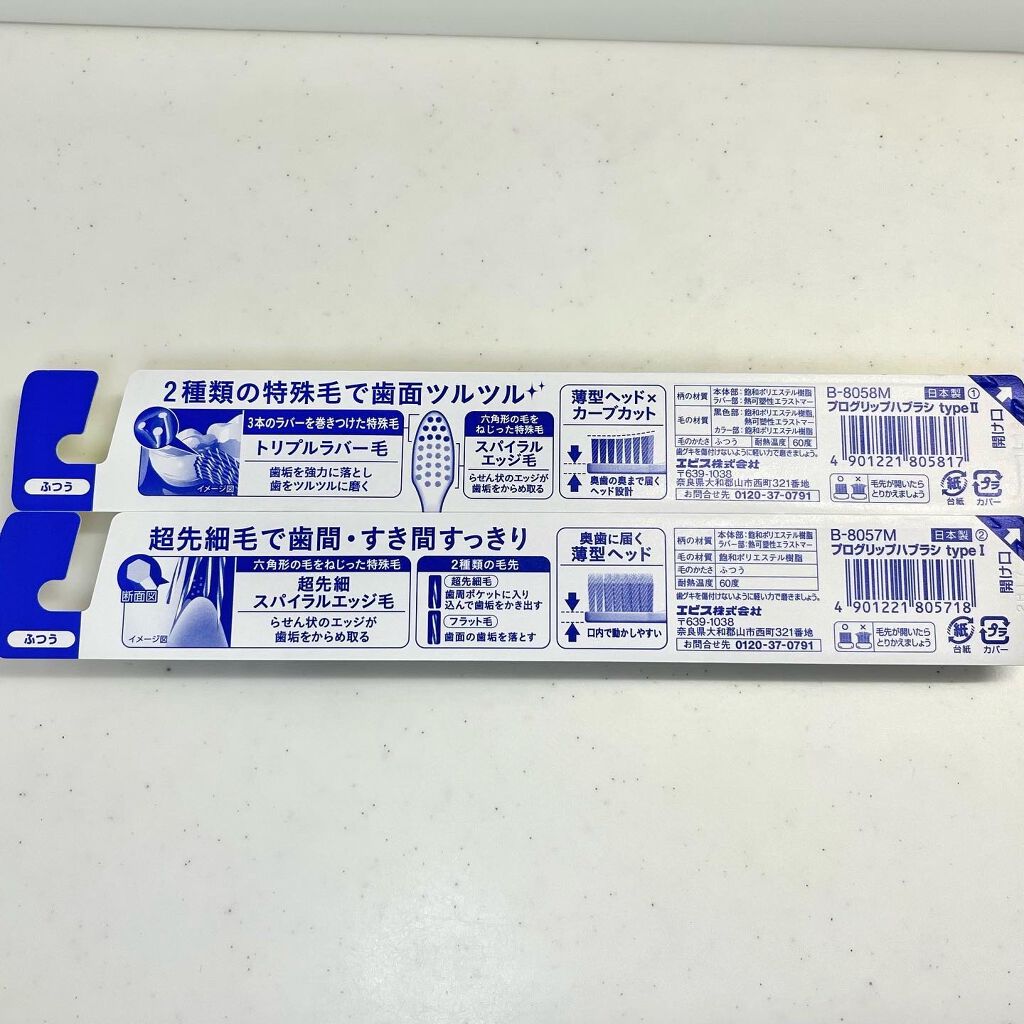 ふつう
2種類の特殊毛で歯面ツルツル
3本のラバーを巻きつけた特殊毛
トリプルラバー毛
歯垢を強力に落とし
歯をツルツルに磨く
イメージ図
六角形の毛を
ねじった特殊毛
スパイラル
エッジ毛
らせん状のエッジが
歯垢をからめ取る
薄型ヘッド×
カーブカット
奥歯の奥まで届く
ヘッド設計
柄の材質 本体部：飽和ポリエステル樹脂
ラバー部：熱可塑性エラストマー
毛の材質 黒色部：飽和ポリエステル樹脂、
熱可塑性エラストマー
カラー部：飽和ポリエステル樹脂
毛のかたさ ふつう 耐熱温度 60度
歯グキを傷付けないように軽い力で磨きましょう。
エビス株式会社
〒639-1038
奈良県大和郡山市西町321番地
お問合せ先 0120-37-0791
B-8058M 日本製 ①
プログリップハブラシ typeⅡ
4 901221 805817
毛先が開いたら
とりかえましょう
紙
台紙
プラ
カバー
開け口
ふつう
超先細毛で歯間・すき間すっきり
断面図
イメージ図
六角形の毛をねじった特殊毛
超先細
スパイラルエッジ毛
らせん状のエッジが
歯垢をからめ取る
2種類の毛先
超先細毛
歯周ポケットに入り
込んで歯垢をかき出す
フラット毛
歯面の歯垢を落とす
奥歯に届く
薄型ヘッド
口内で動かしやすい
柄の材質 本体部：飽和ポリエステル樹脂
ラバー部：熱可塑性エラストマー
毛の材質 飽和ポリエステル樹脂
毛のかたさ ふつう
耐熱温度 60度
歯グキを傷付けないように軽い力で磨きましょう。
エビス株式会社
〒639-1038
奈良県大和郡山市西町321番地
お問合せ先 0120-37-0791
B-8057M 日本製 ②
プログリップハブラシ typeⅠ
4 901221 805718
毛先が開いたら
とりかえましょう
紙
台紙
プラ
カバー
開け口